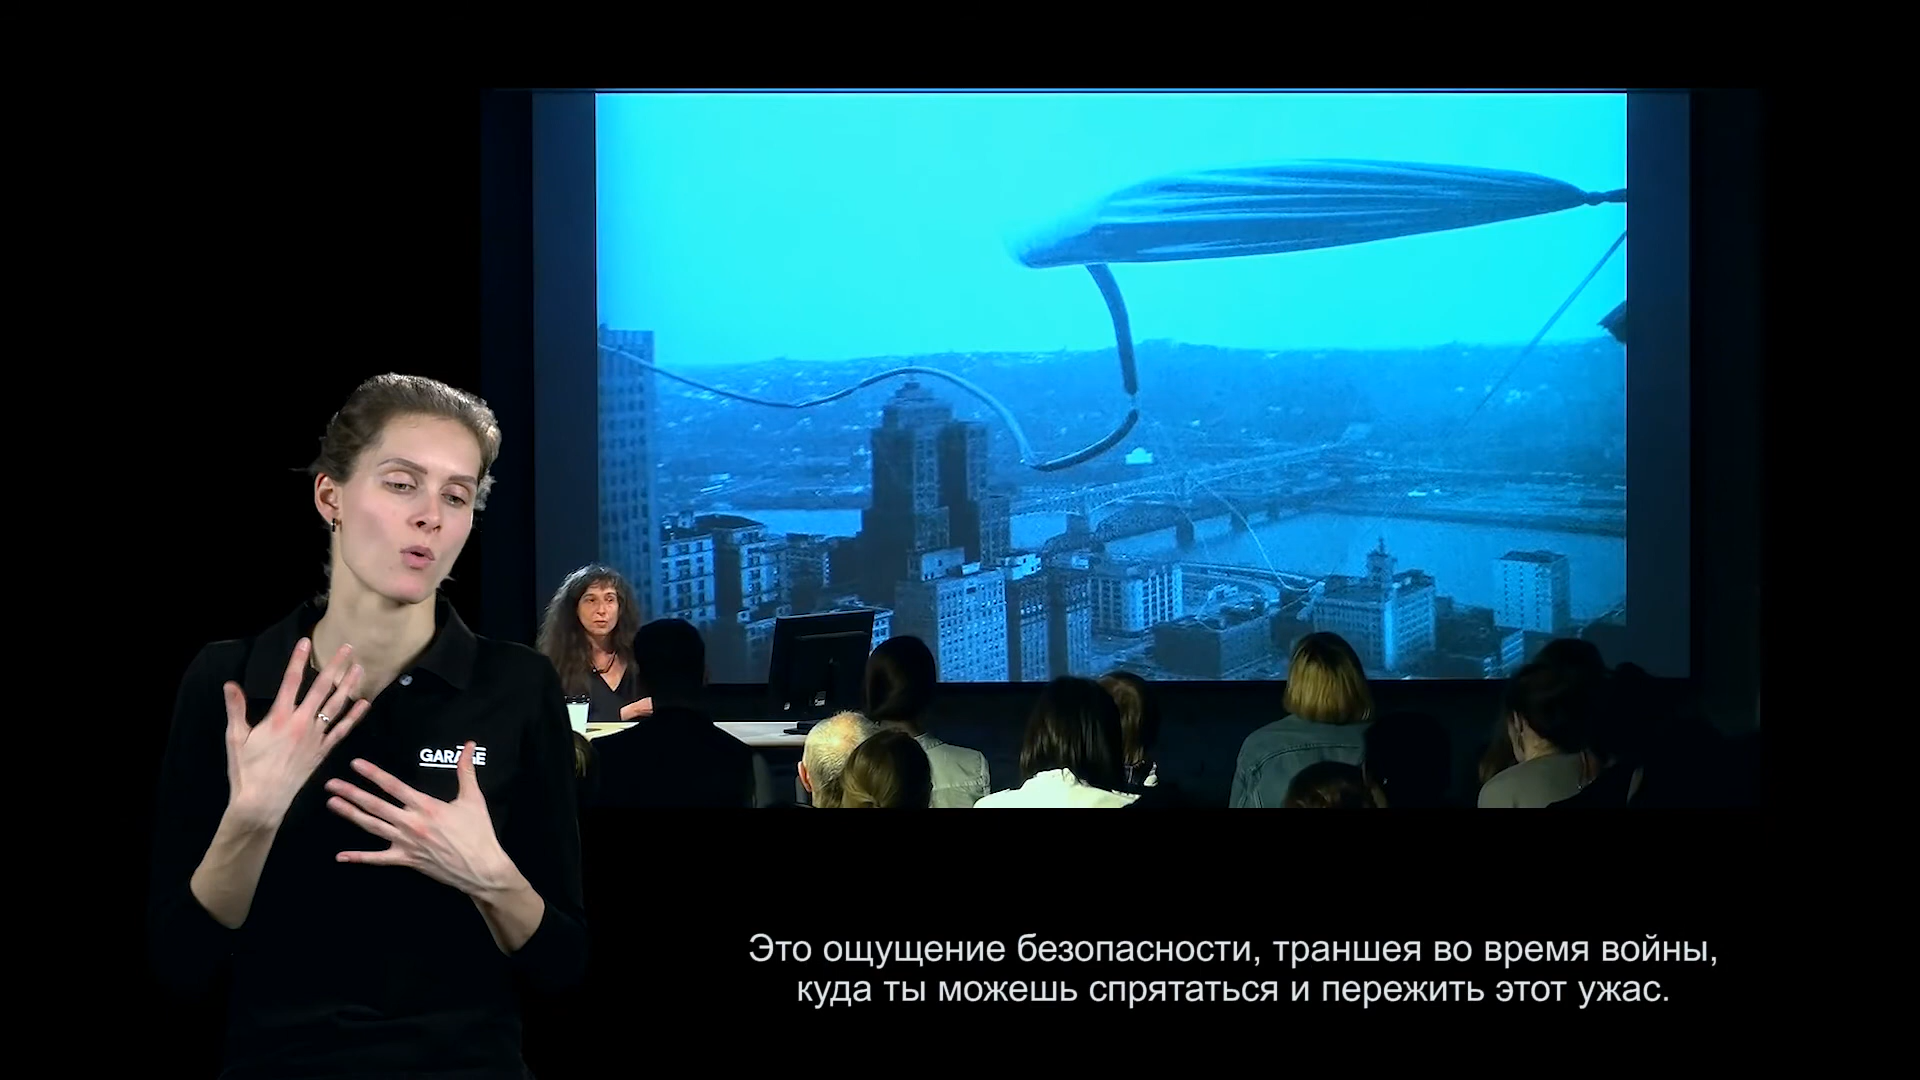 GARAGE
Это ощущение безопасности, траншея во время войны,
куда ты можешь спрятаться и пережить этот ужас.